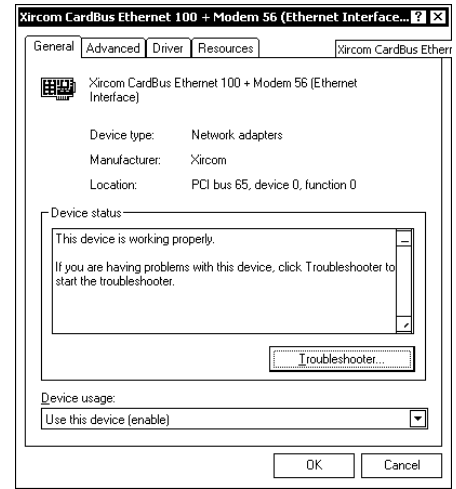 Xircom CardBus Ethernet 100 + Modem 56 (Ethernet Interface...
General Advanced Driver Resources
Xircom CardBus Ether
Xircom CardBus Ethernet 100 + Modem 56 (Ethernet
Interface)
Device type: Network adapters
Manufacturer: Xircom
Location: PCI bus 65, device 0, function 0
Device status
This device is working properly.
If you are having problems with this device, click Troubleshooter to
start the troubleshooter.
Troubleshooter...
Device usage:
Use this device (enable)
OK Cancel